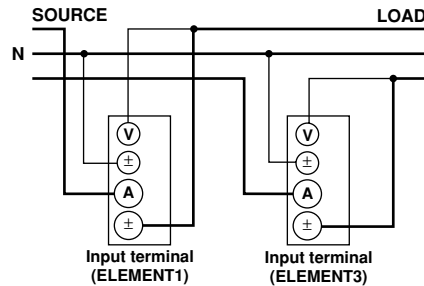 SOURCE LOAD
N
V V
± ±
A A
± ±
Input terminal Input terminal
(ELEMENT1) (ELEMENT3)